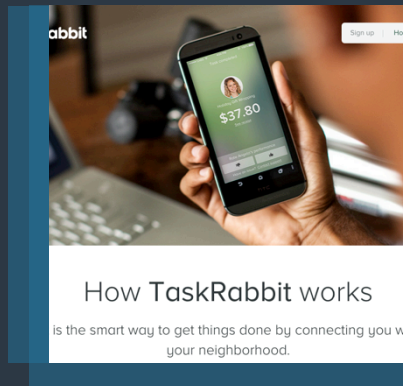 abbit
Sign up
Ho
$37.80
How TaskRabbit works
is the smart way to get things done by connecting you w
your neighborhood.